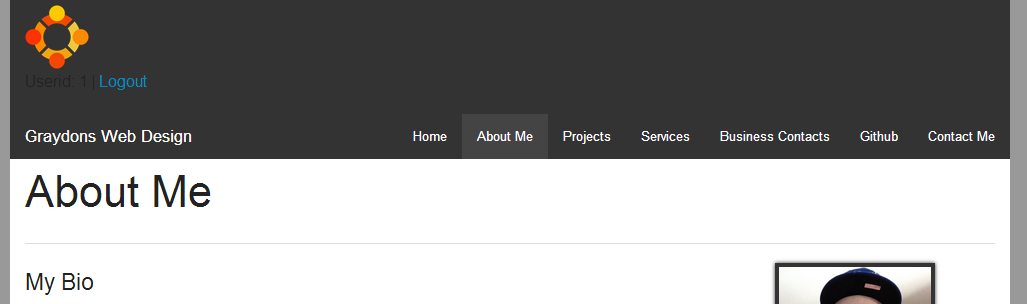 Userid: 1 | Logout
Graydons Web Design Home About Me Projects Services Business Contacts Github Contact Me
About Me
My Bio